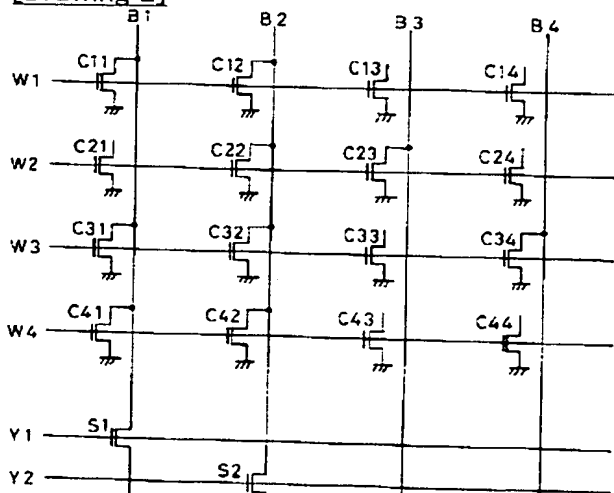 B1 B2 B3 B4
W1 C11 C12 C13 C14
W2 C21 C22 C23 C24
W3 C31 C32 C33 C34
W4 C41 C42 C43 C44
Y1 S1
Y2 S2